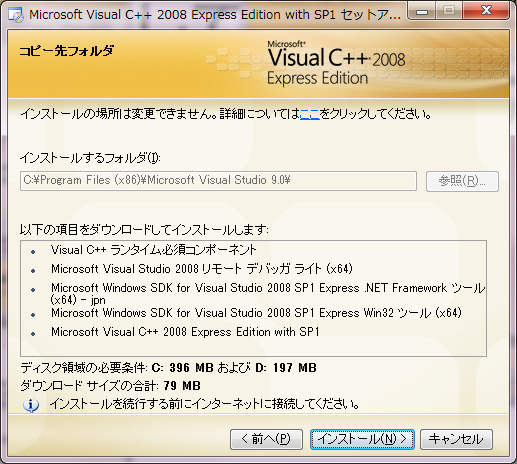 Microsoft Visual C++ 2008 Express Edition with SP1 セットア...
コピー先フォルダ
Microsoft®
Visual C++ 2008
Express Edition
インストールの場所は変更できません。詳細についてはここをクリックしてください。
インストールするフォルダ(I):
C:¥Program Files (x86)¥Microsoft Visual Studio 9.0¥
参照(R)...
以下の項目をダウンロードしてインストールします:
Visual C++ ランタイム必須コンポーネント
Microsoft Visual Studio 2008 リモート デバッガ ライト (x64)
Microsoft Windows SDK for Visual Studio 2008 SP1 Express .NET Framework ツール
(x64) - jpn
Microsoft Windows SDK for Visual Studio 2008 SP1 Express Win32 ツール (x64)
Microsoft Visual C++ 2008 Express Edition with SP1
ディスク領域の必要条件: C: 396 MB および D: 197 MB
ダウンロード サイズの合計: 79 MB
インストールを続行する前にインターネットに接続してください。
< 前へ(P)
インストール(N) >
キャンセル